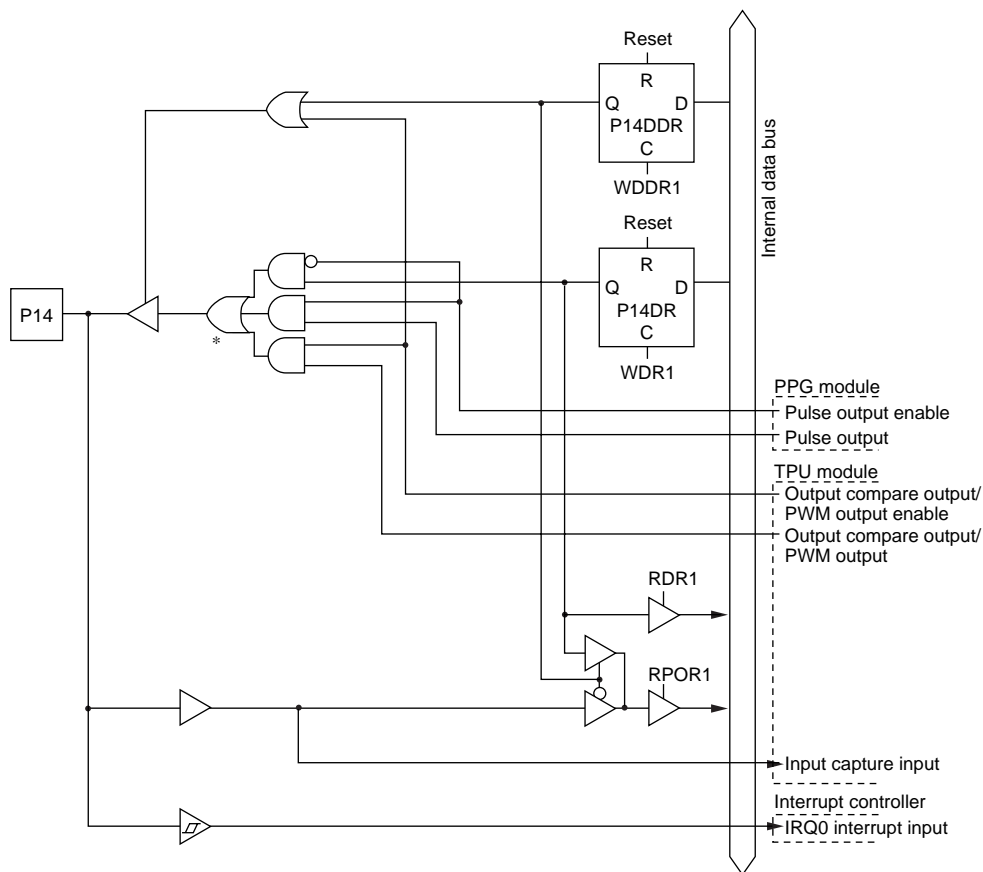 Reset
R
Q D
P14DDR
C
WDDR1
Internal data bus
Reset
R
Q D
P14DR
C
WDR1
P14
*
PPG module
Pulse output enable
Pulse output
TPU module
Output compare output/
PWM output enable
Output compare output/
PWM output
RDR1
RPOR1
Input capture input
Interrupt controller
IRQ0 interrupt input